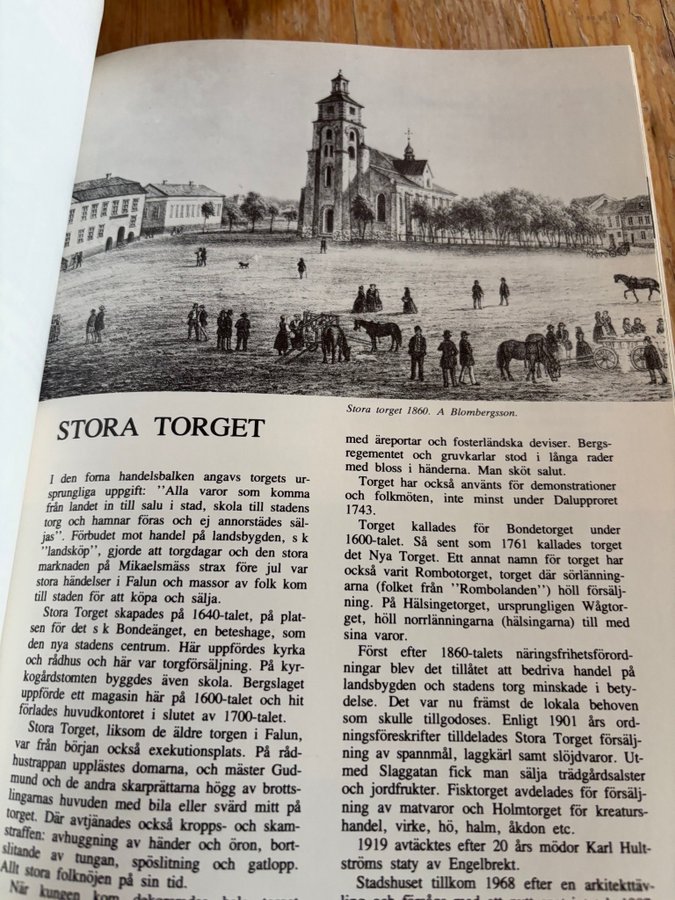 Stora torget 1860. A Blombergsson.
STORA TORGET
I den forna handelsbalken angavs torgets ur-
sprungliga uppgift: "Alla varor som komma
från landet in till salu i stad, skola till stadens
torg och hamnar föras och ej annorstädes säl-
jas". Förbudet mot handel på landsbygden, s k
"landsköp", gjorde att torgdagar och den stora
marknaden på Mikaelsmäss strax före jul var
stora händelser i Falun och massor av folk kom
till staden för att köpa och sälja.
Stora Torget skapades på 1640-talet, på plat-
sen för det s k Bondeänget, en beteshage, som
den nya stadens centrum. Här uppfördes kyrka
och rådhus och här var torgförsäljning. På kyr-
kogårdstomten byggdes även skola. Bergslaget
uppförde ett magasin här på 1600-talet och hit
förlades huvudkontoret i slutet av 1700-talet.
Stora Torget, liksom de äldre torgen i Falun,
var från början också exekutionsplats. På råd-
hustrappan upplästes domarna, och mäster Gud-
mund och de andra skarprättarna högg av brotts-
lingarnas huvuden med bila eller svärd mitt på
torget. Där avtjänades också kropps- och skam-
straffen: avhuggning av händer och öron, bort-
slitande av tungan, spöslitning och gatlopp.
Allt stora folknöjen på sin tid.
När kungen kom
med äreportar och fosterländska deviser. Bergs-
regementet och gruvkarlar stod i långa rader
med bloss i händerna. Man sköt salut.
Torget har också använts för demonstrationer
och folkmöten, inte minst under Dalupproret
1743.
Torget kallades för Bondetorget under
1600-talet. Så sent som 1761 kallades torget
det Nya Torget. Ett annat namn för torget har
också varit Rombotorget, torget där sörlänning-
arna (folket från "Rombolanden") höll försälj-
ning. På Hälsingetorget, ursprungligen Wågtor-
get, höll norrlänningarna (hälsingarna) till med
sina varor.
Först efter 1860-talets näringsfrihetsförord-
ningar blev det tillåtet att bedriva handel på
landsbygden och stadens torg minskade i bety-
delse. Det var nu främst de lokala behoven
som skulle tillgodoses. Enligt 1901 års ord-
ningsföreskrifter tilldelades Stora Torget försälj-
ning av spannmål, laggkärl samt slöjdvaror. Ut-
med Slaggatan fick man sälja trädgårdsalster
och jordfrukter. Fisktorget avdelades för försälj-
ning av matvaror och Holmtorget för kreaturs-
handel, virke, hö, halm, åkdon etc.
1919 avtäcktes efter 20 års mödor Karl Hult-
ströms staty av Engelbrekt.
Stadshuset tillkom 1968 efter en arkitekttäv-